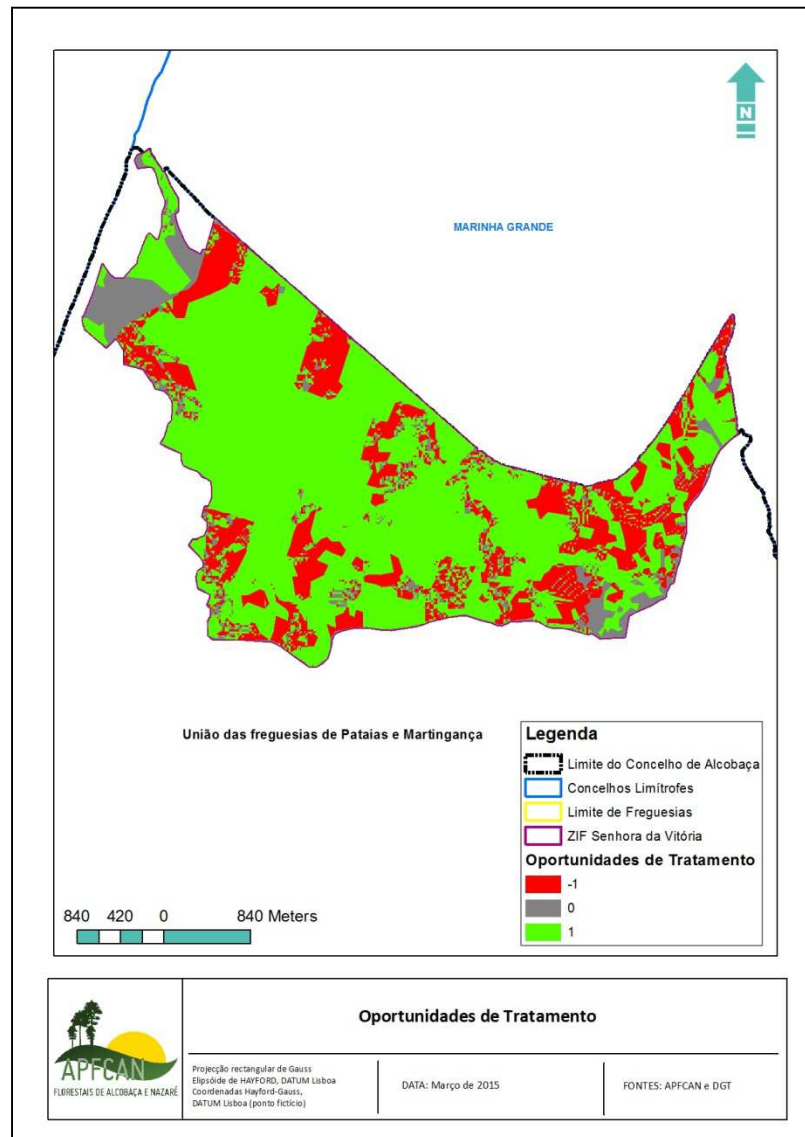 N
MARINHA GRANDE
União das freguesias de Pataias e Martingança
Legenda
Limite do Concelho de Alcobaça
Concelhos Limítrofes
Limite de Freguesias
ZIF Senhora da Vitória
Oportunidades de Tratamento
-1
0
1
840 420 0 840 Meters
APFCAN
FLORESTAIS DE ALCOBAÇA E NAZARÉ
Oportunidades de Tratamento
Projecção rectangular de Gauss
Elipsóide de HAYFORD, DATUM Lisboa
Coordenadas Hayford-Gauss,
DATUM Lisboa (ponto fictício)
DATA: Março de 2015
FONTES: APFCAN e DGT